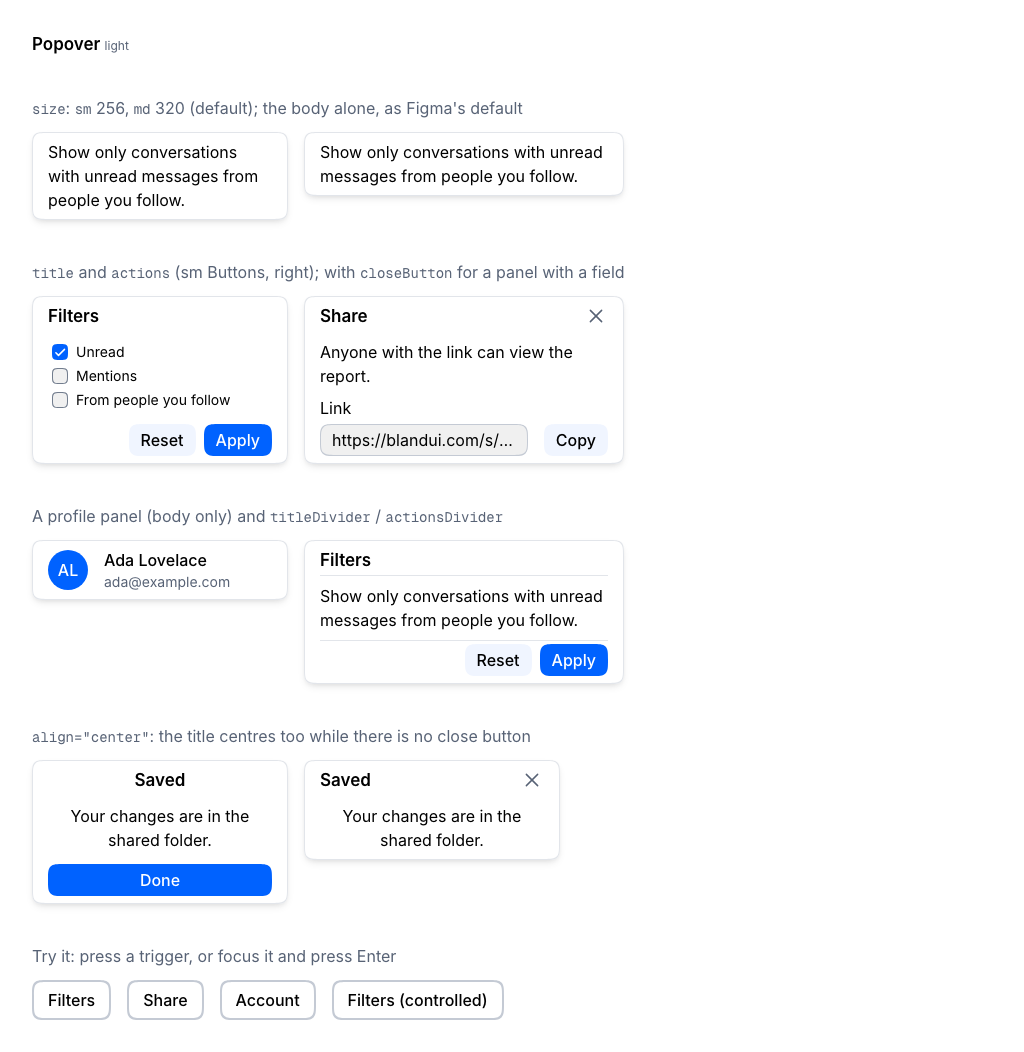 Popover light
size: sm 256, md 320 (default); the body alone, as Figma's default
Show only conversations
with unread messages from
people you follow.
Show only conversations with unread
messages from people you follow.
title and actions (sm Buttons, right); with closeButton for a panel with a field
Filters
Unread
Mentions
From people you follow
Reset Apply
Share
Anyone with the link can view the
report.
Link
https://blandui.com/s/... Copy
A profile panel (body only) and titleDivider / actionsDivider
AL
Ada Lovelace
ada@example.com
Filters
Show only conversations with unread
messages from people you follow.
Reset Apply
align="center": the title centres too while there is no close button
Saved
Your changes are in the
shared folder.
Done
Saved
Your changes are in the
shared folder.
Try it: press a trigger, or focus it and press Enter
Filters Share Account Filters (controlled)